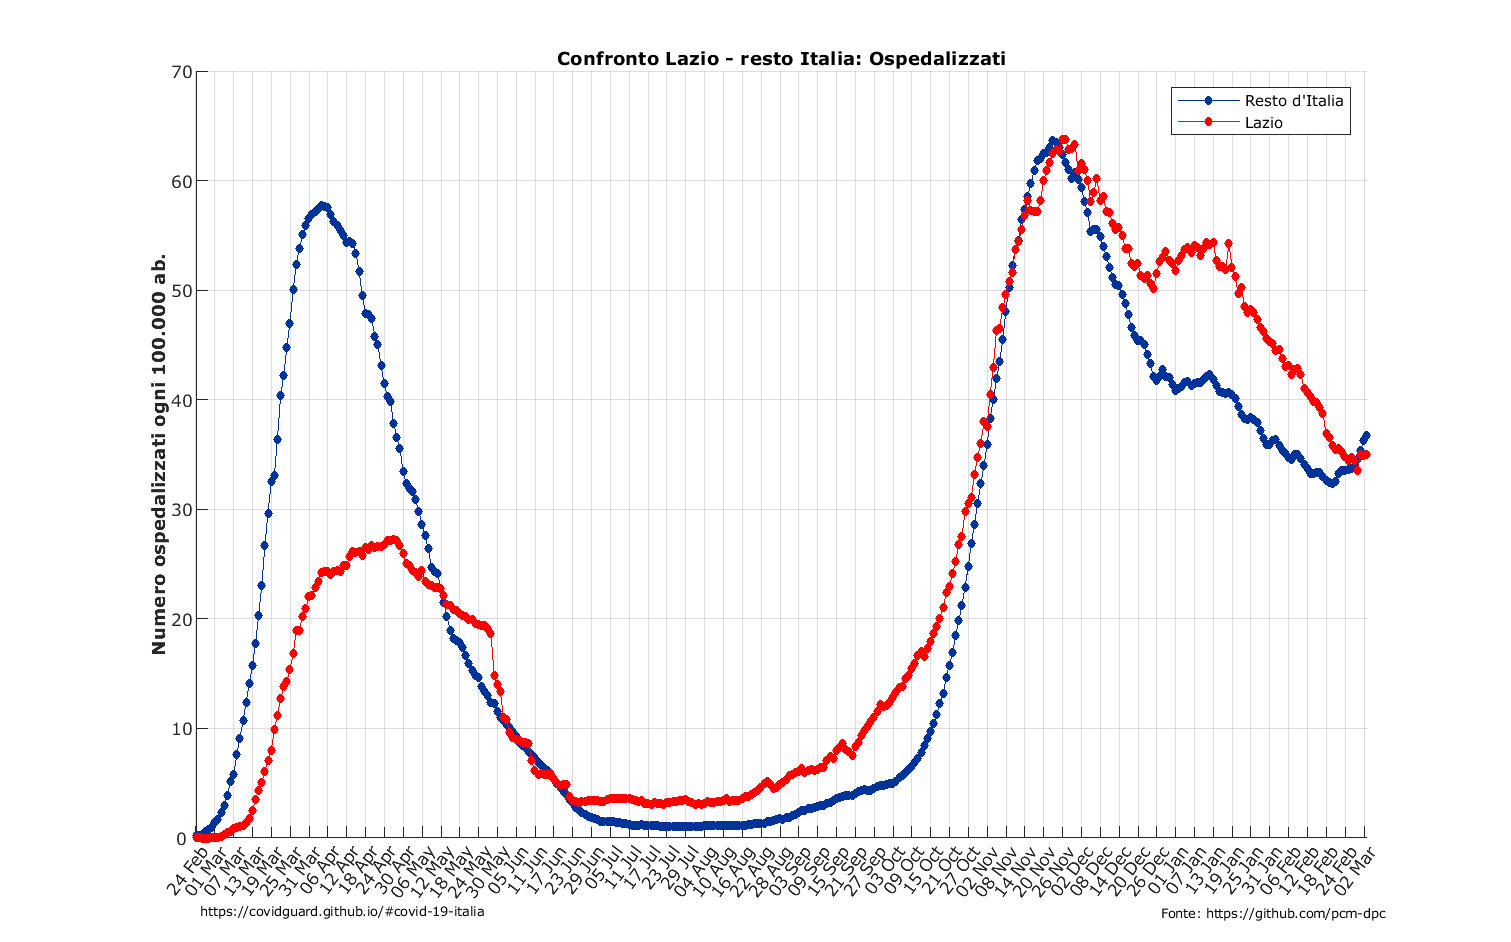 Confronto Lazio - resto Italia: Ospedalizzati
Resto d'Italia
Lazio
Numero ospedalizzati ogni 100.000 ab.
70
60
50
40
30
20
10
0
24 Feb
01 Mar
07 Mar
13 Mar
19 Mar
25 Mar
31 Mar
06 Apr
12 Apr
18 Apr
24 Apr
30 Apr
06 May
12 May
18 May
24 May
30 May
05 Jun
11 Jun
17 Jun
23 Jun
29 Jun
05 Jul
11 Jul
17 Jul
23 Jul
29 Jul
04 Aug
10 Aug
16 Aug
22 Aug
28 Aug
03 Sep
09 Sep
15 Sep
21 Sep
27 Sep
03 Oct
09 Oct
15 Oct
21 Oct
27 Oct
02 Nov
08 Nov
14 Nov
20 Nov
26 Nov
02 Dec
08 Dec
14 Dec
20 Dec
26 Dec
01 Jan
07 Jan
13 Jan
19 Jan
25 Jan
31 Jan
06 Feb
12 Feb
18 Feb
24 Feb
02 Mar
https://covidguard.github.io/#covid-19-italia
Fonte: https://github.com/pcm-dpc